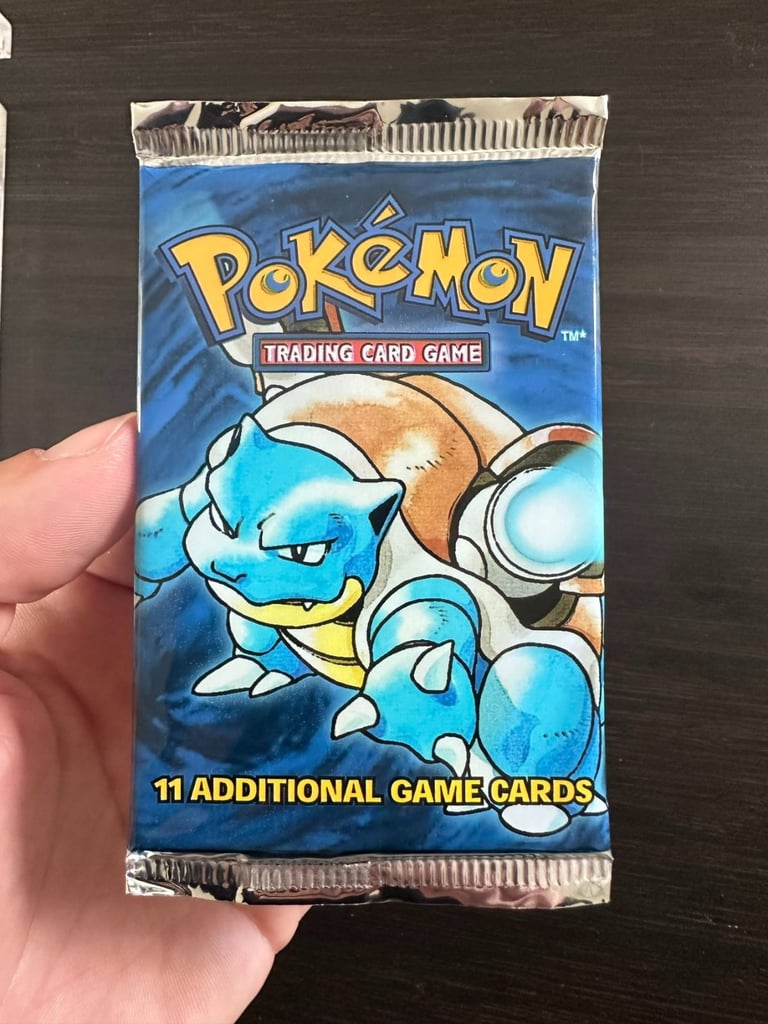 POKéMON
TM*
TRADING CARD GAME
11 ADDITIONAL GAME CARDS